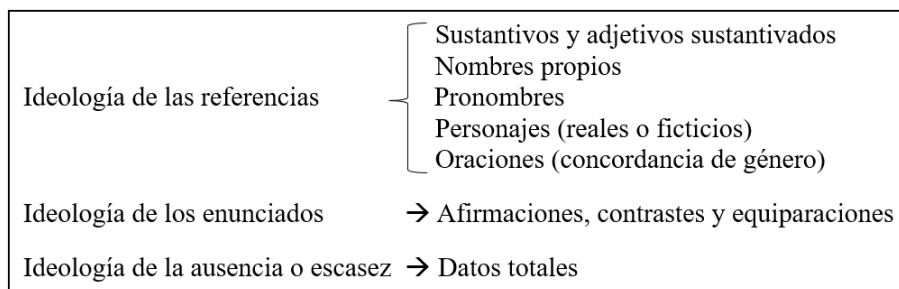 Sustantivos y adjetivos sustantivados
Nombres propios
Ideología de las referencias
Pronombres
Personajes (reales o ficticios)
Oraciones (concordancia de género)
Ideología de los enunciados → Afirmaciones, contrastes y equiparaciones
Ideología de la ausencia o escasez → Datos totales